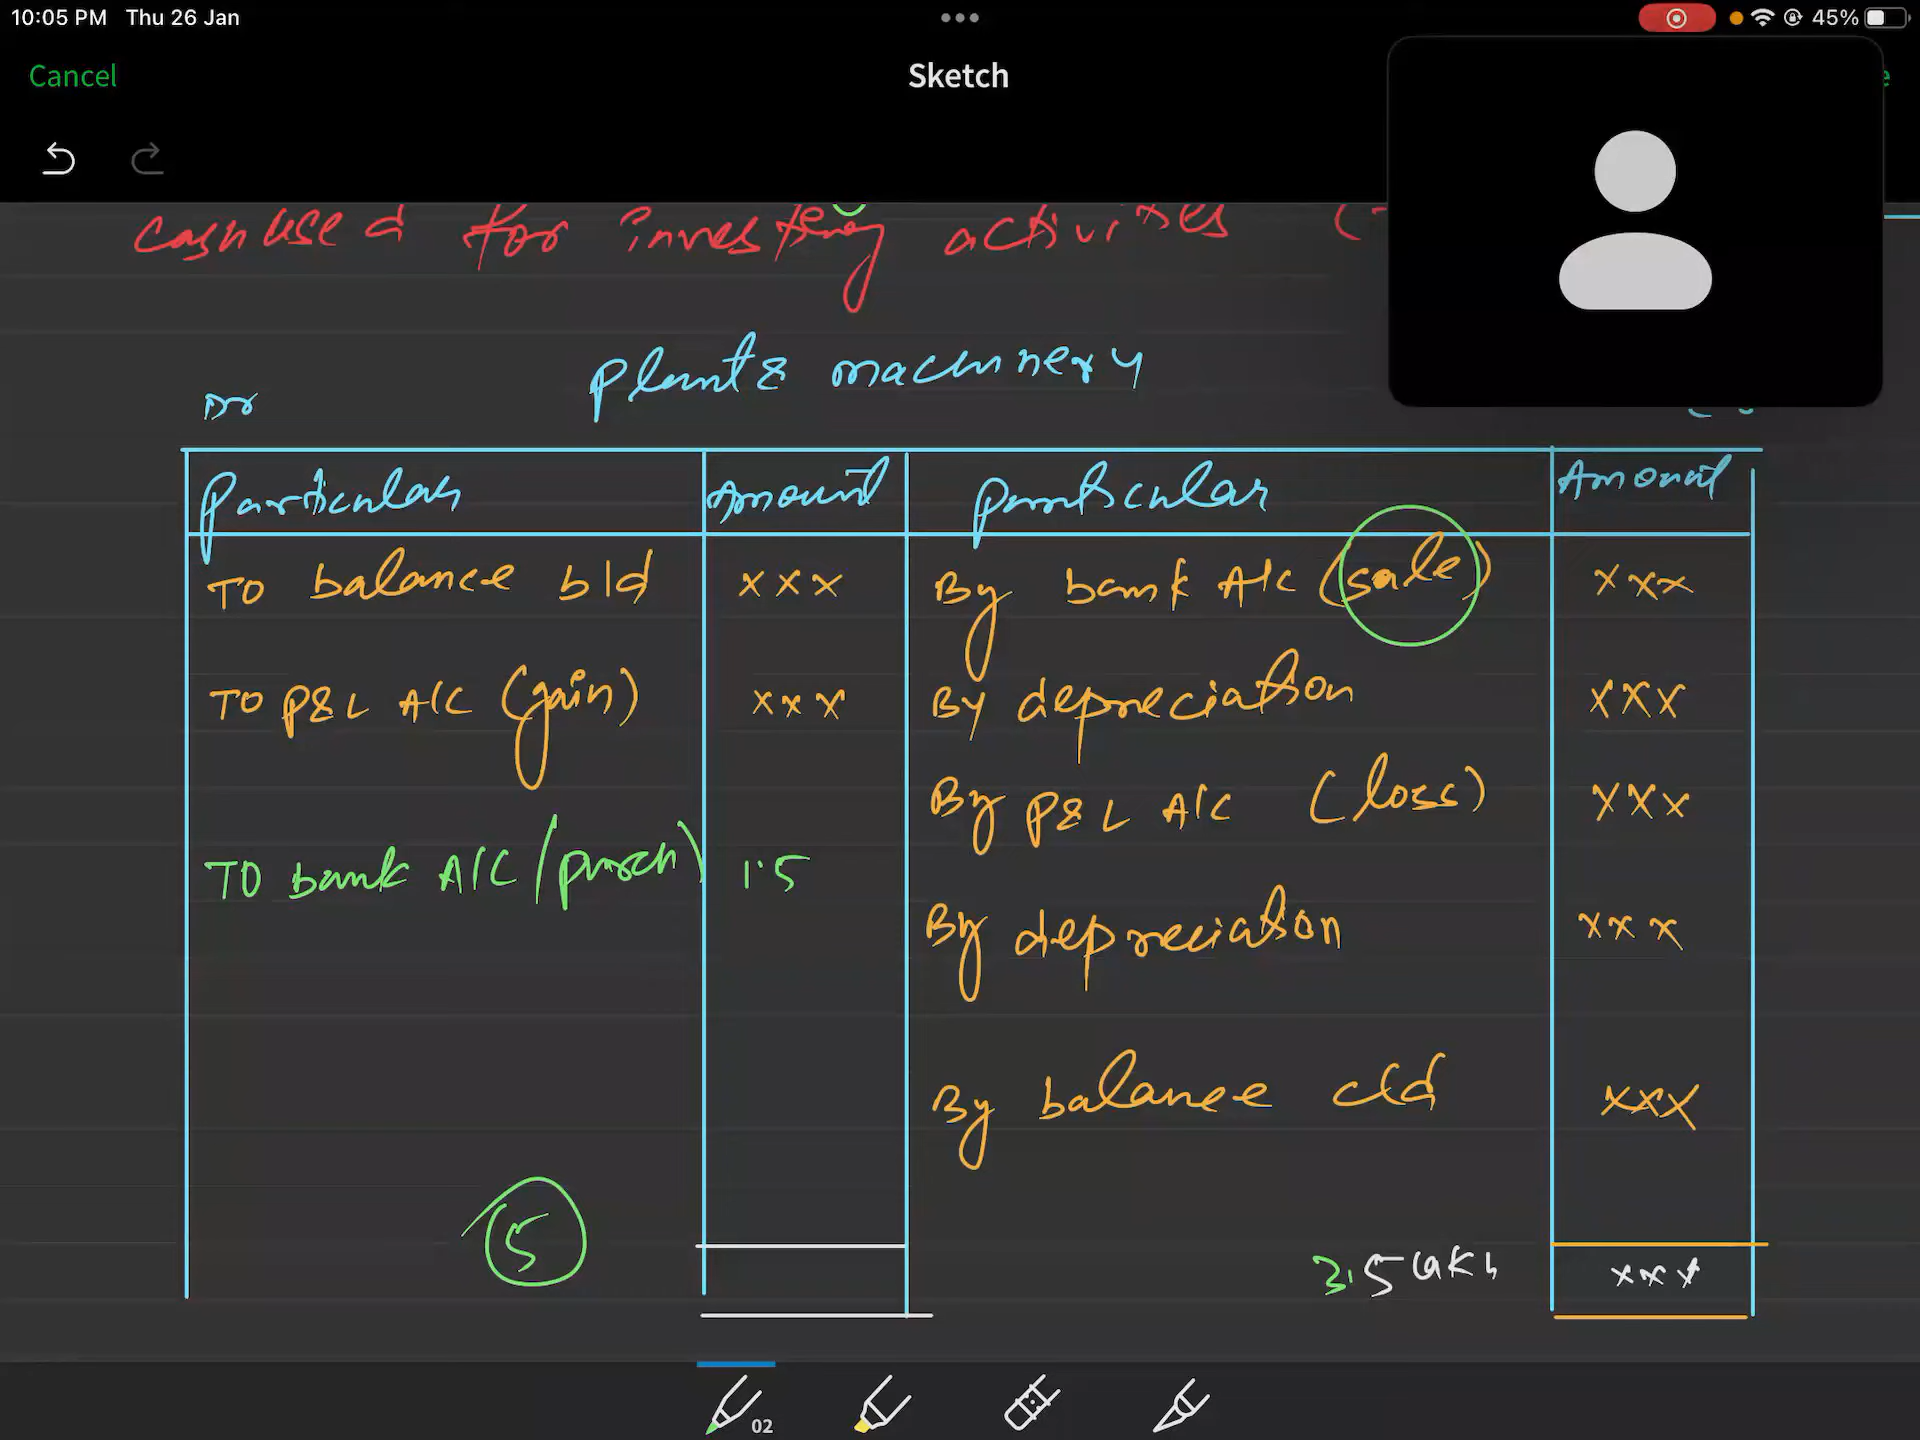 10:05 PM Thu 26 Jan 45%
Cancel Sketch
cash used for investing activities (
Plant & machinery
Dr
Particular Amount particular Amount
To balance b/d xxx By bank A/C (sale) xxx
To P&L A/C (gain) xxx By depreciation xxx
By P&L A/C (loss) xxx
To bank A/C (purch) 1.5
By depreciation xxx
By balance c/d xxx
5
3.5 lakh xxx
02